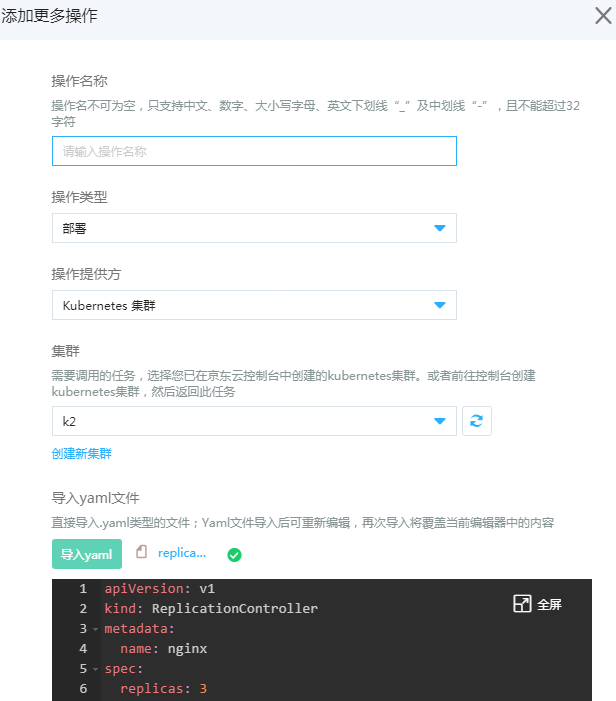 添加更多操作
操作名称
操作名不可为空，只支持中文、数字、大小写字母、英文下划线“_”及中划线“-”，且不能超过32
字符
请输入操作名称
操作类型
部署
操作提供方
Kubernetes 集群
集群
需要调用的任务，选择您已在京东云控制台中创建的kubernetes集群。或者前往控制台创建
kubernetes集群，然后返回此任务
k2
创建新集群
导入yaml文件
直接导入.yaml类型的文件；Yaml文件导入后可重新编辑，再次导入将覆盖当前编辑器中的内容
导入yaml replica...
1 apiVersion: v1 全屏
2 kind: ReplicationController
3 metadata:
4 name: nginx
5 spec:
6 replicas: 3